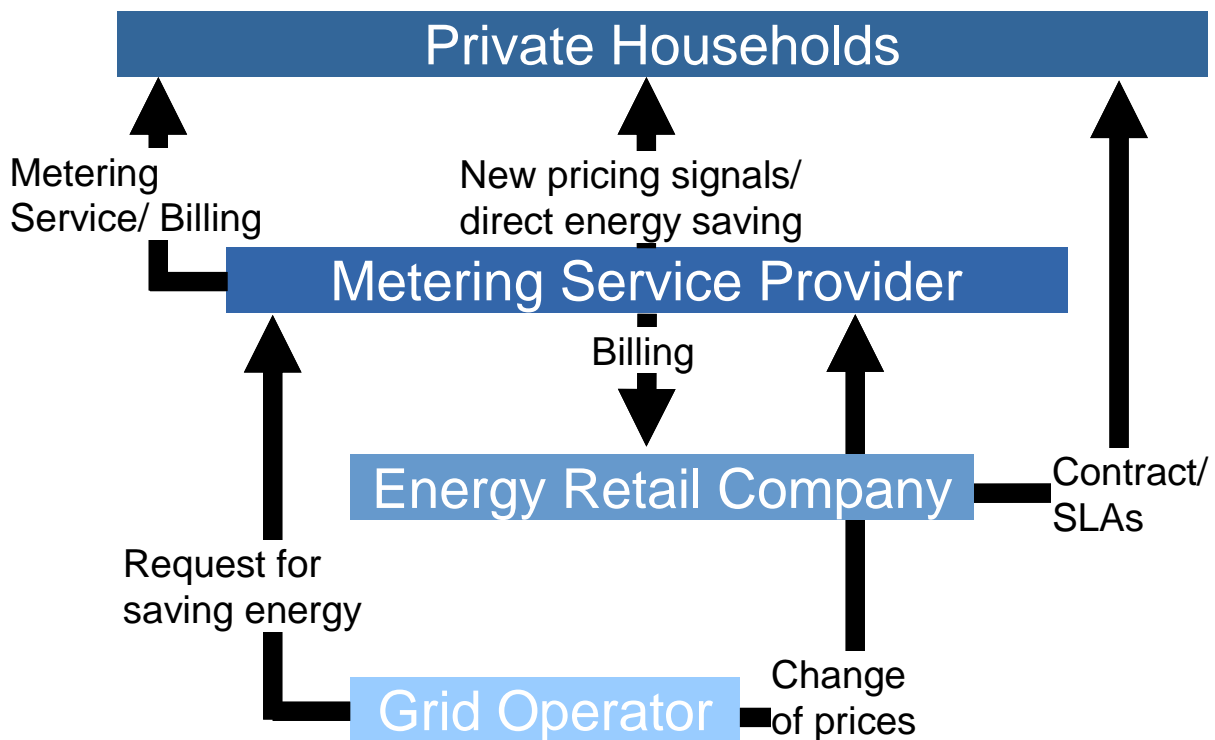 Private Households
Metering
Service/ Billing
New pricing signals/
direct energy saving
Metering Service Provider
Billing
Energy Retail Company
Contract/
SLAs
Request for
saving energy
Grid Operator
Change
of prices